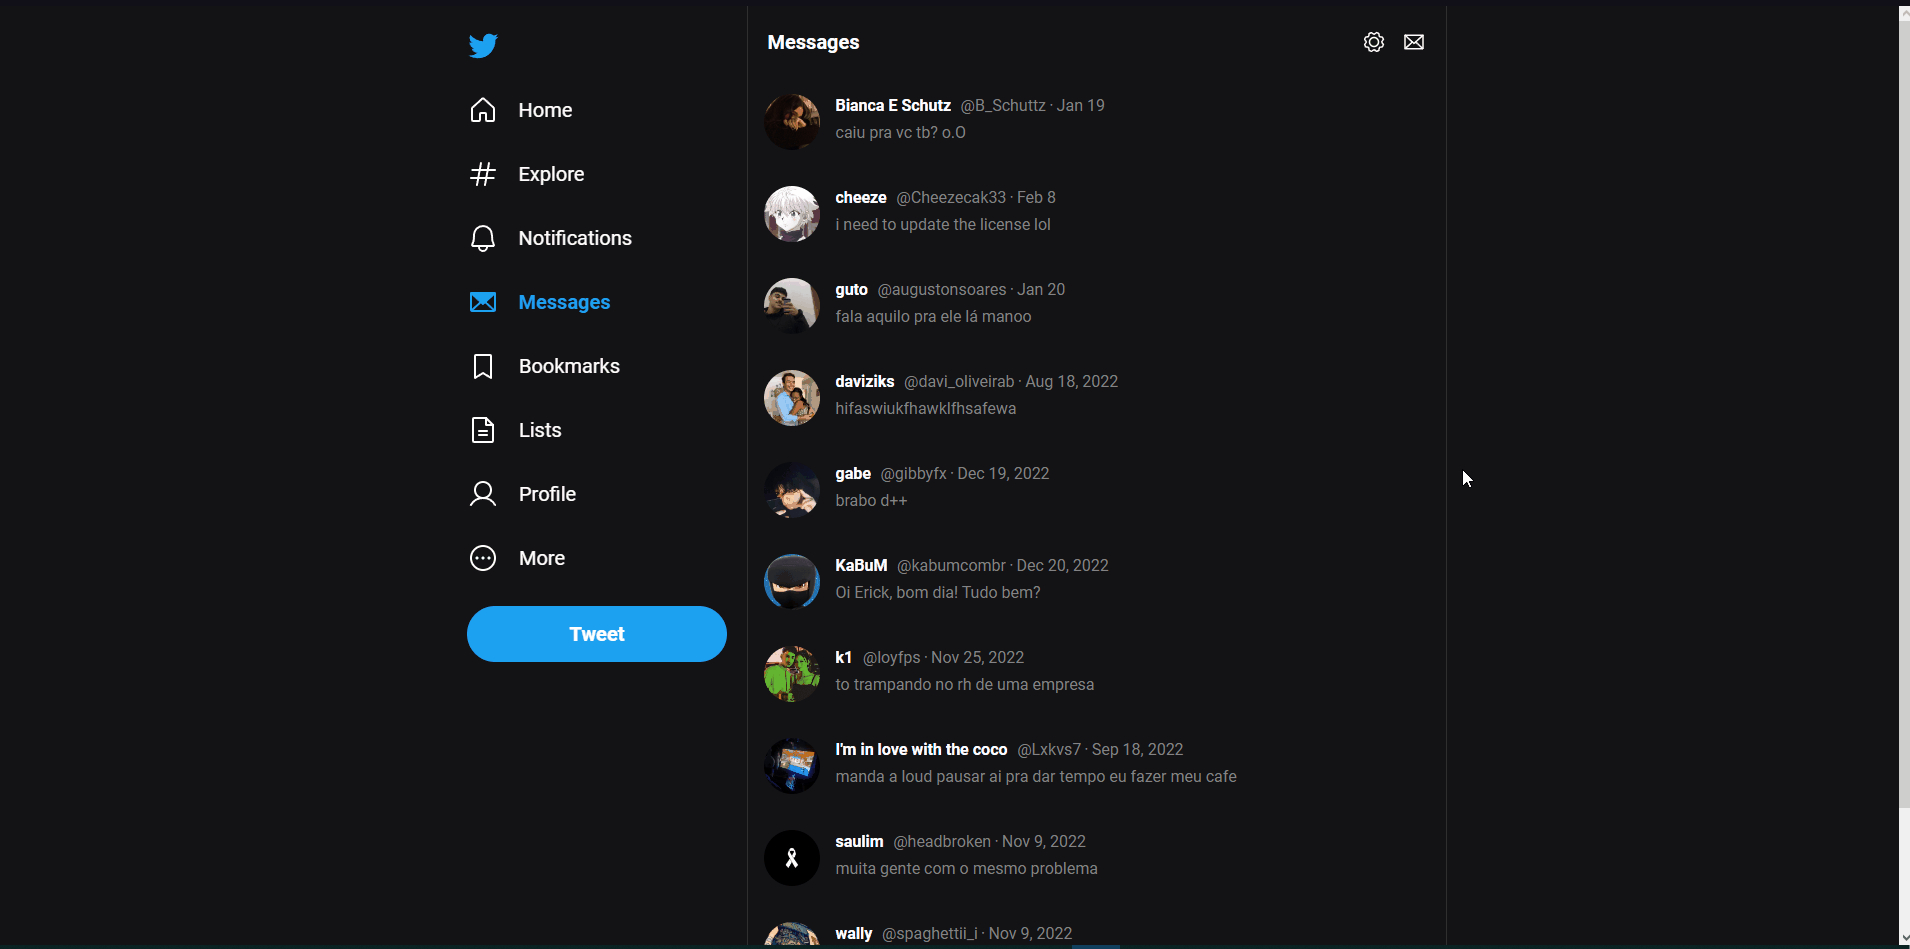 Messages
Home
Explore
Notifications
Messages
Bookmarks
Lists
Profile
More
Tweet
Bianca E Schutz @B_Schuttz · Jan 19
caiu pra vc tb? o.O
cheeze @Cheezecak33 · Feb 8
i need to update the license lol
guto @augustonsoares · Jan 20
fala aquilo pra ele lá manoo
daviziks @davi_oliveirab · Aug 18, 2022
hifaswiukfhawklfhsafewa
gabe @gibbyfx · Dec 19, 2022
brabo d++
KaBuM @kabumcombr · Dec 20, 2022
Oi Erick, bom dia! Tudo bem?
k1 @loyfps · Nov 25, 2022
to trampando no rh de uma empresa
I'm in love with the coco @Lxkvs7 · Sep 18, 2022
manda a loud pausar ai pra dar tempo eu fazer meu cafe
saulim @headbroken · Nov 9, 2022
muita gente com o mesmo problema
wally @spaghettii_i · Nov 9, 2022